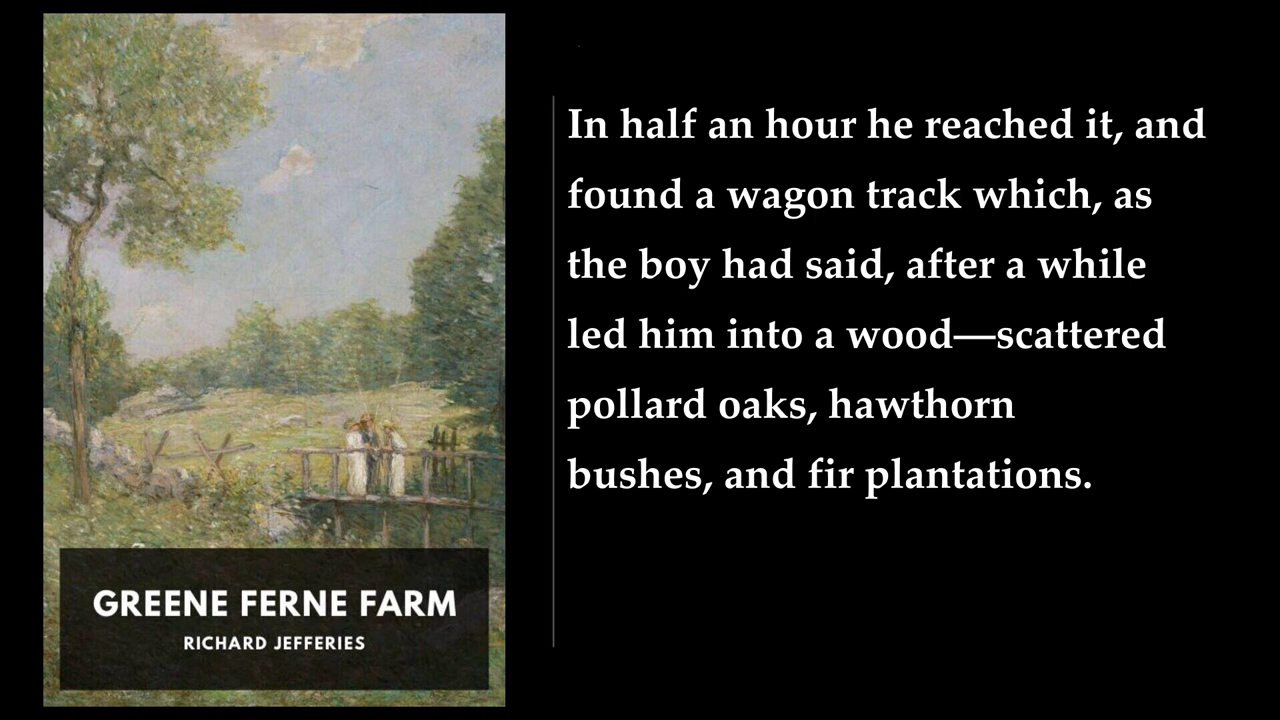 In half an hour he reached it, and
found a wagon track which, as
the boy had said, after a while
led him into a wood—scattered
pollard oaks, hawthorn
bushes, and fir plantations.
GREENE FERNE FARM
RICHARD JEFFERIES